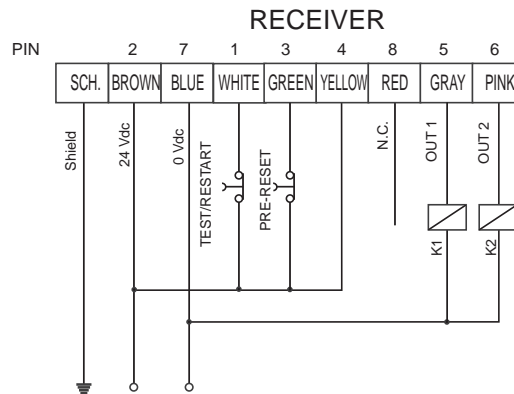 RECEIVER
PIN 2 7 1 3 4 8 5 6
SCH. BROWN BLUE WHITE GREEN YELLOW RED GRAY PINK
Shield
24 Vdc
0 Vdc
TEST/RESTART
PRE-RESET
N.C.
OUT 1
OUT 2
K1
K2